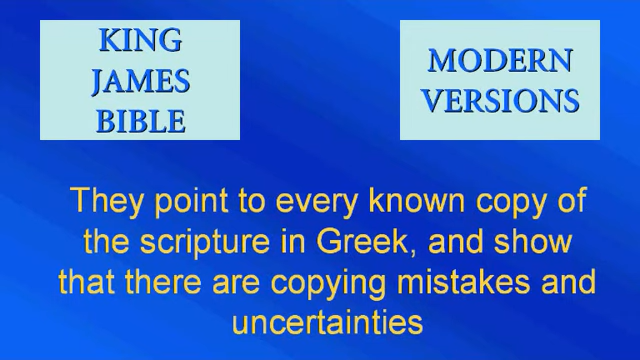 KING
JAMES
BIBLE
MODERN
VERSIONS
They point to every known copy of
the scripture in Greek, and show
that there are copying mistakes and
uncertainties